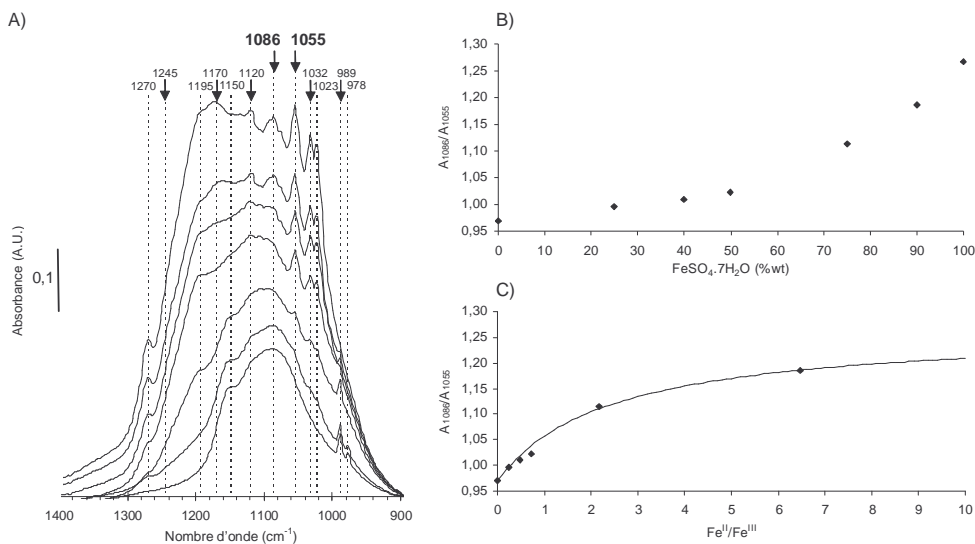 A)
1086 1055
1245 1170 1120 1032 989
1270 1195 1150 1023 978
Absorbance (A.U.)
0,1
1400 1300 1200 1100 1000 900
Nombre d'onde (cm-1)
B)
1,30
1,25
1,20
1,15
1,10
1,05
1,00
0,95
A1086/A1055
0 10 20 30 40 50 60 70 80 90 100
FeSO4.7H2O (%wt)
C)
1,30
1,25
1,20
1,15
1,10
1,05
1,00
0,95
A1086/A1055
0 1 2 3 4 5 6 7 8 9 10
FeII/FeIII